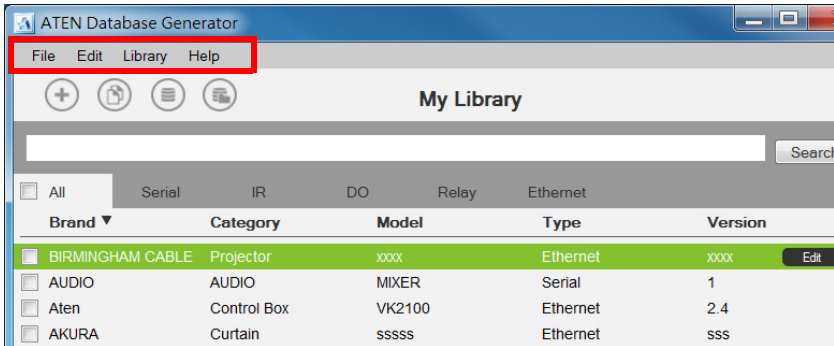 ATEN Database Generator
File Edit Library Help
My Library
Search
All Serial IR DO Relay Ethernet
Brand ▼ Category Model Type Version
BIRMINGHAM CABLE Projector xxxx Ethernet xxxx Edit
AUDIO AUDIO MIXER Serial 1
Aten Control Box VK2100 Ethernet 2.4
AKURA Curtain sssss Ethernet sss